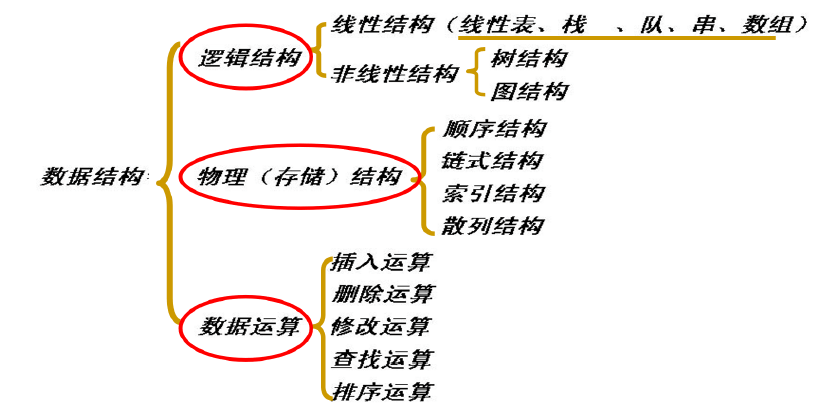 线性结构（线性表、栈 、队、串、数组）
逻辑结构
非线性结构
树结构
图结构
数据结构
物理（存储）结构
顺序结构
链式结构
索引结构
散列结构
数据运算
插入运算
删除运算
修改运算
查找运算
排序运算